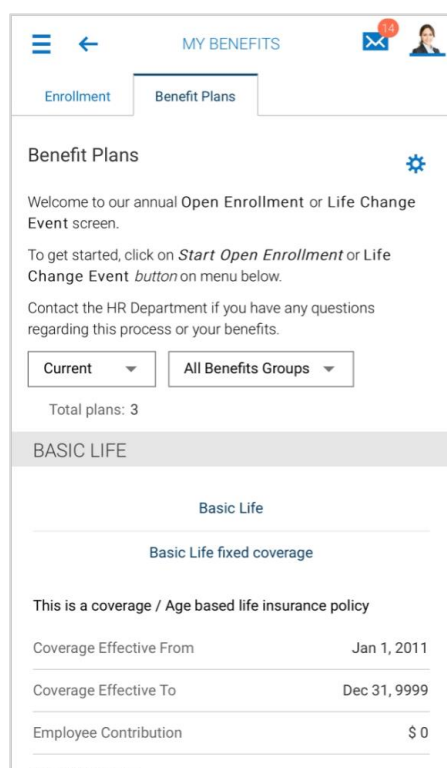 MY BENEFITS
14
Enrollment
Benefit Plans
Benefit Plans
Welcome to our annual Open Enrollment or Life Change
Event screen.
To get started, click on Start Open Enrollment or Life
Change Event button on menu below.
Contact the HR Department if you have any questions
regarding this process or your benefits.
Current
All Benefits Groups
Total plans: 3
BASIC LIFE
Basic Life
Basic Life fixed coverage
This is a coverage / Age based life insurance policy
Coverage Effective From Jan 1, 2011
Coverage Effective To Dec 31, 9999
Employee Contribution $ 0